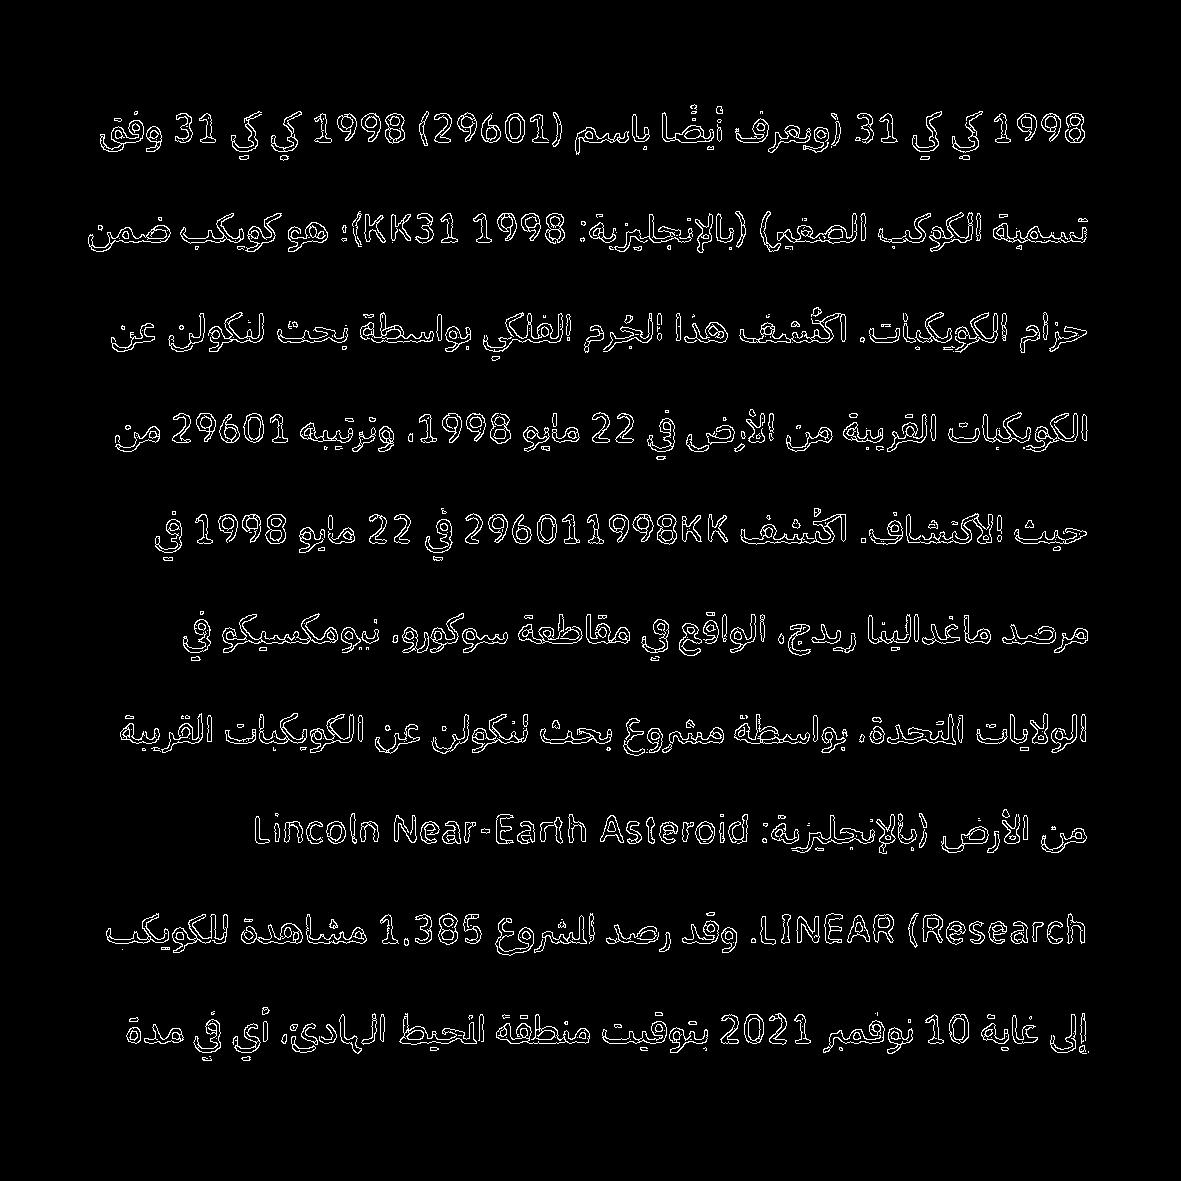 1998 كي كي 31 (ويعرف أيضًا باسم (29601) 1998 كي كي 31 وفق
تسمية الكوكب الصغير) (بالإنجليزية: 1998 KK31)؛ هو كويكب ضمن
حزام الكويكبات. اكتُشف هذا الجُرم الفلكي بواسطة بحث لنكولن عن
الكويكبات القريبة من الأرض في 22 مايو 1998، وترتيبه 29601 من
حيث الاكتشاف. اكتُشف 296011998KK في 22 مايو 1998 في
مرصد ماغدالينا ريدج، الواقع في مقاطعة سوكورو، نيومكسيكو في
الولايات المتحدة، بواسطة مشروع بحث لنكولن عن الكويكبات القريبة
من الأرض (بالإنجليزية: Lincoln Near-Earth Asteroid
Research) LINEAR. وقد رصد المشروع 1,385 مشاهدة للكويكب
إلى غاية 10 نوفمبر 2021 بتوقيت منطقة المحيط الهادئ، أي في مدة